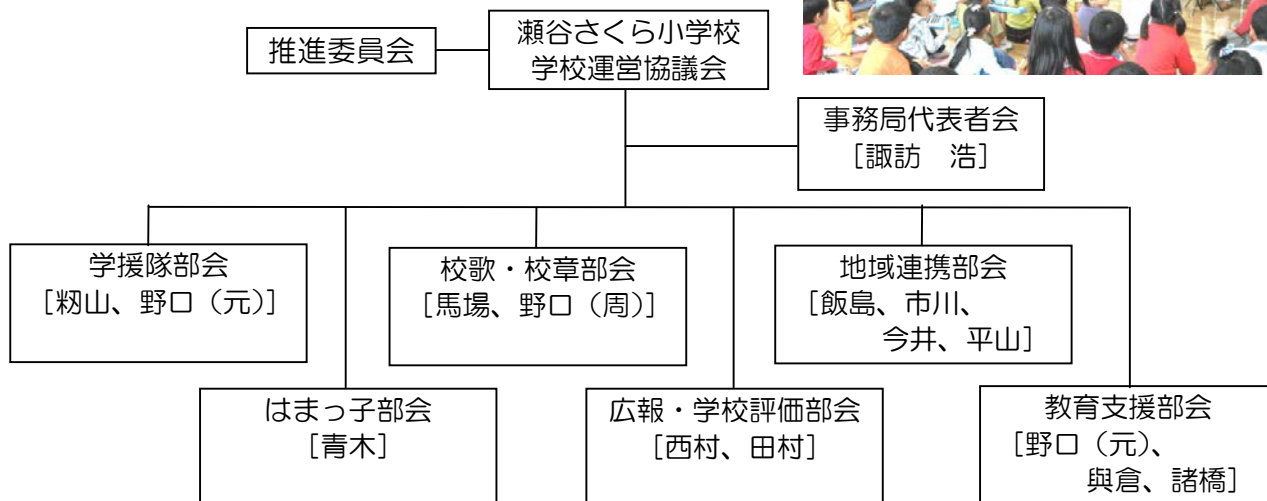 推進委員会
瀬谷さくら小学校
学校運営協議会
事務局代表者会
[諏訪　浩]
学援隊部会
[籾山、野口（元）]
校歌・校章部会
[馬場、野口（周）]
地域連携部会
[飯島、市川、
今井、平山]
はまっ子部会
[青木]
広報・学校評価部会
[西村、田村]
教育支援部会
[野口（元）、
與倉、諸橋]